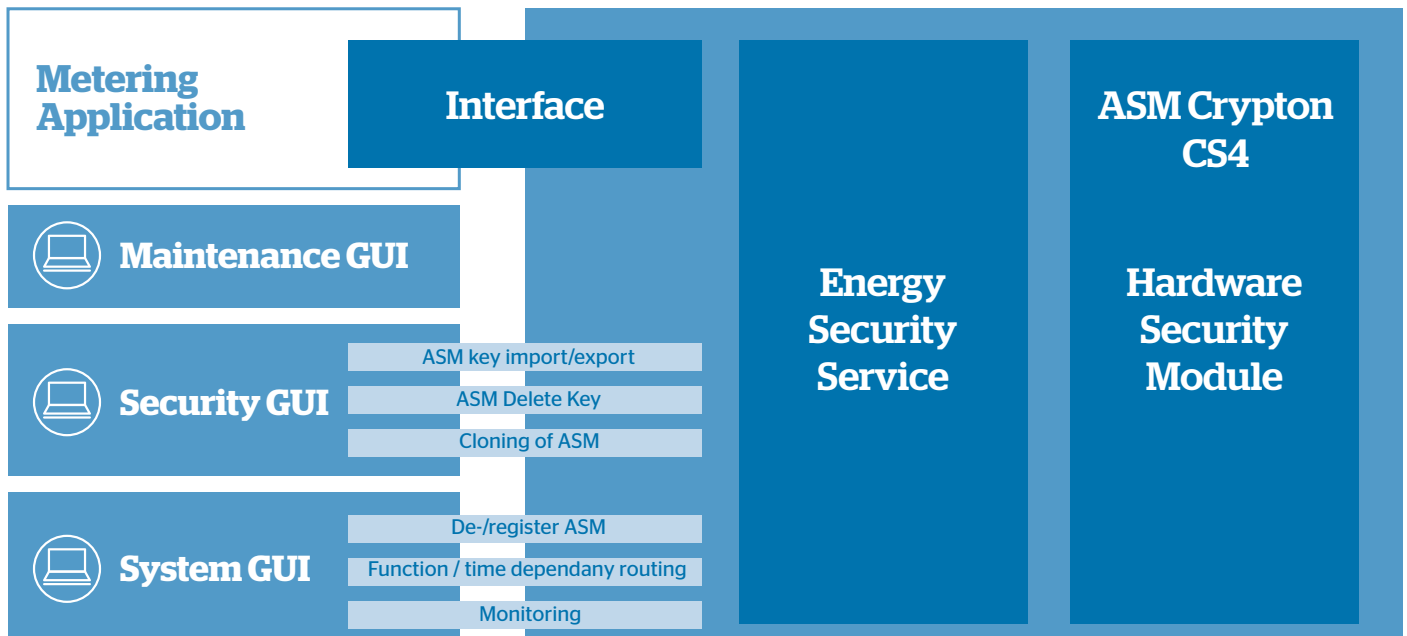 Metering
Application
Interface
Maintenance GUI
Security GUI
ASM key import/export
ASM Delete Key
Cloning of ASM
System GUI
De-/register ASM
Function / time dependany routing
Monitoring
Energy
Security
Service
ASM Crypton
CS4
Hardware
Security
Module